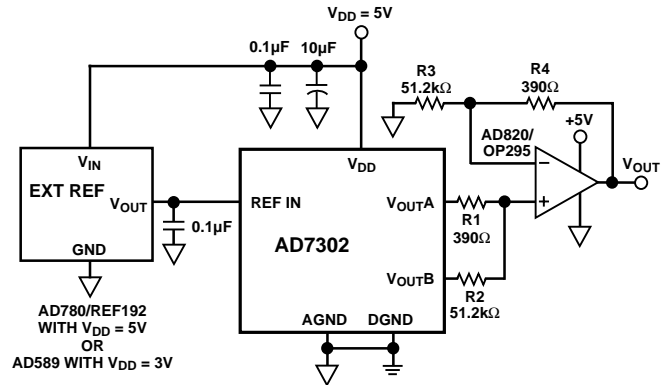 V_DD = 5V
0.1µF
10µF
R3
51.2kΩ
R4
390Ω
+5V
AD820/
OP295
V_OUT
V_IN
EXT REF
V_OUT
GND
0.1µF
V_DD
REF IN
AD7302
V_OUTA
V_OUTB
AGND
DGND
R1
390Ω
R2
51.2kΩ
AD780/REF192
WITH V_DD = 5V
OR
AD589 WITH V_DD = 3V